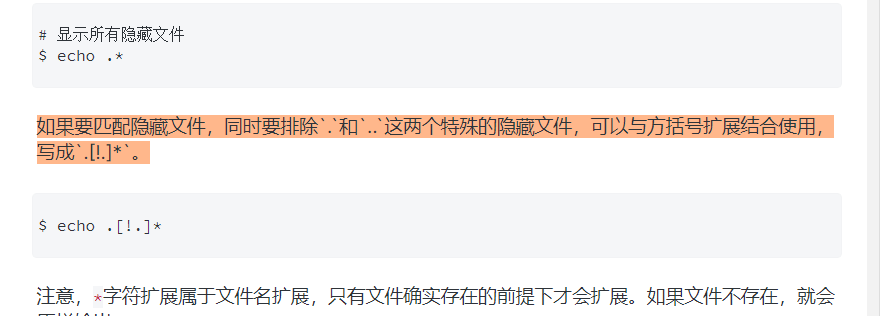 # 显示所有隐藏文件
$ echo .*
如果要匹配隐藏文件，同时要排除`.`和`..`这两个特殊的隐藏文件，可以与方括号扩展结合使用，
写成`.[!.]*`。
$ echo .[!.]*
注意，*字符扩展属于文件名扩展，只有文件确实存在的前提下才会扩展。如果文件不存在，就会